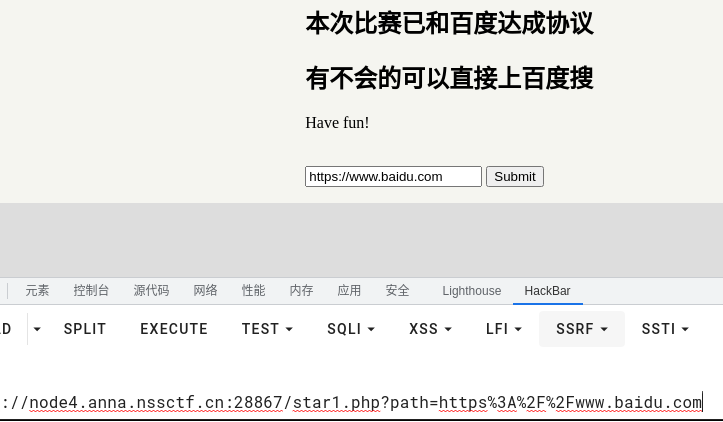 本次比赛已和百度达成协议
有不会的可以直接上百度搜
Have fun!
https://www.baidu.com Submit
元素 控制台 源代码 网络 性能 内存 应用 安全 Lighthouse HackBar
D SPLIT EXECUTE TEST SQLI XSS LFI SSRF SSTI
://node4.anna.nssctf.cn:28867/star1.php?path=https%3A%2F%2Fwww.baidu.com